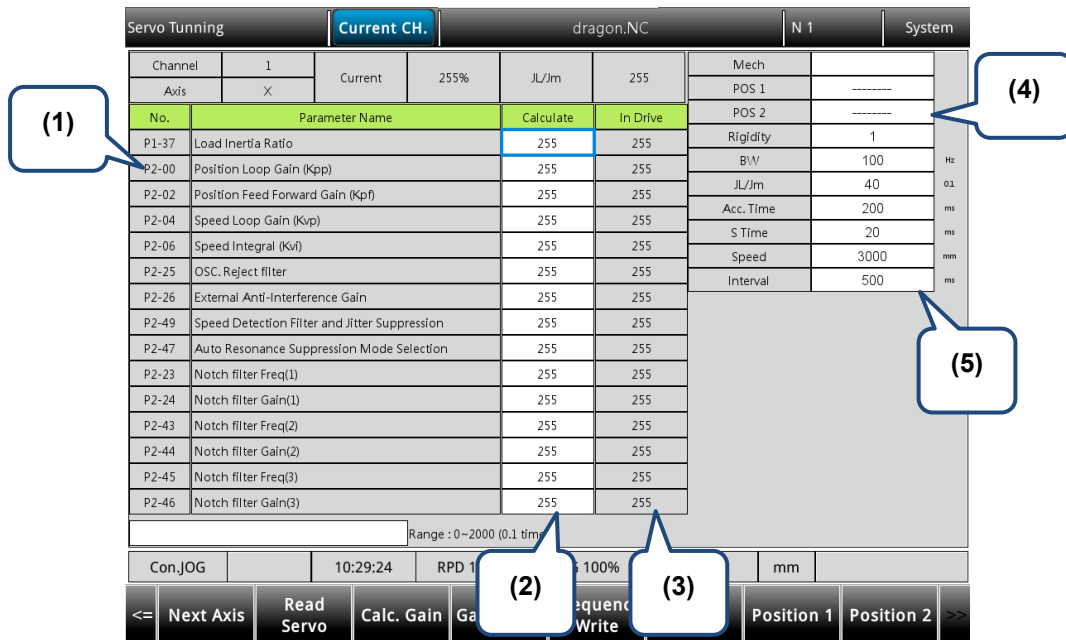 Servo Tunning Current CH. dragon.NC N 1 System
Channel 1 Current 255% JL/Jm 255 Mech
Axis X POS 1 --------
No. Parameter Name Calculate In Drive POS 2 --------
P1-37 Load Inertia Ratio 255 255 Rigidity 1
P2-00 Position Loop Gain (Kpp) 255 255 BW 100 Hz
P2-02 Position Feed Forward Gain (Kpf) 255 255 JL/Jm 40 0.1
P2-04 Speed Loop Gain (Kvp) 255 255 Acc. Time 200 ms
P2-06 Speed Integral (Kvi) 255 255 S Time 20 ms
P2-25 OSC. Reject filter 255 255 Speed 3000 mm
P2-26 External Anti-Interference Gain 255 255 Interval 500 ms
P2-49 Speed Detection Filter and Jitter Suppression 255 255
P2-47 Auto Resonance Suppression Mode Selection 255 255
P2-23 Notch filter Freq(1) 255 255
P2-24 Notch filter Gain(1) 255 255
P2-43 Notch filter Freq(2) 255 255
P2-44 Notch filter Gain(2) 255 255
P2-45 Notch filter Freq(3) 255 255
P2-46 Notch filter Gain(3) 255 255
Range : 0~2000 (0.1
Con.JOG 10:29:24 RPD 100% mm
<= Next Axis Read Servo Calc. Gain Write Position 1 Position 2 >>
(1)
(2)
(3)
(4)
(5)